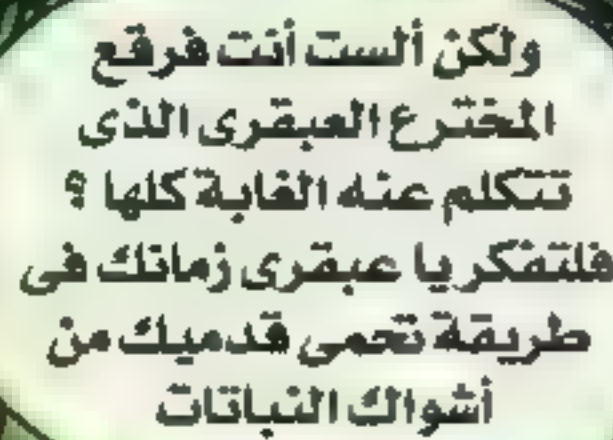 ولكن ألست أنت فرقع
المخترع العبقرى الذى
تتكلم عنه الغابة كلها ؟
فلتفكر يا عبقرى زمانك فى
طريقة تحمى قدميك من
أشواك النباتات